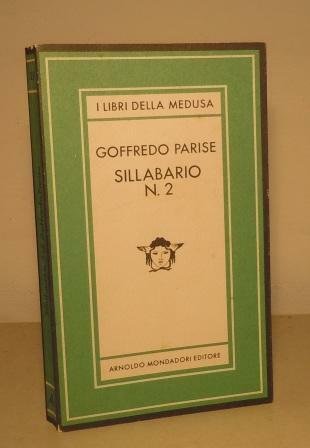 I LIBRI DELLA MEDUSA
GOFFREDO PARISE
SILLABARIO
N. 2
ARNOLDO MONDADORI EDITORE